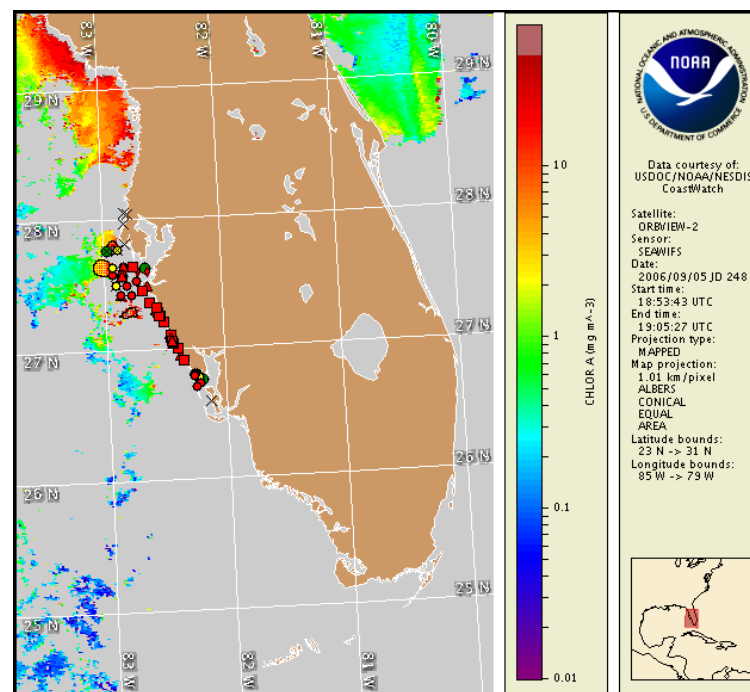 83 W
82 W
81 W
80 W
29 N
29 N
28 N
28 N
27 N
27 N
26 N
26 N
25 N
25 N
83 W
82 W
81 W
10
1
0.1
0.01
CHLOR A (mg m^-3)
NATIONAL OCEANIC AND ATMOSPHERIC ADMINISTRATION
NOAA
U.S. DEPARTMENT OF COMMERCE
Data courtesy of:
USDOC/NOAA/NESDIS
CoastWatch
Satellite:
ORBVIEW-2
Sensor:
SEAWIFS
Date:
2006/09/05 JD 248
Start time:
18:53:43 UTC
End time:
19:05:27 UTC
Projection type:
MAPPED
Map projection:
1.01 km/pixel
ALBERS
CONICAL
EQUAL
AREA
Latitude bounds:
23 N -> 31 N
Longitude bounds:
85 W -> 79 W